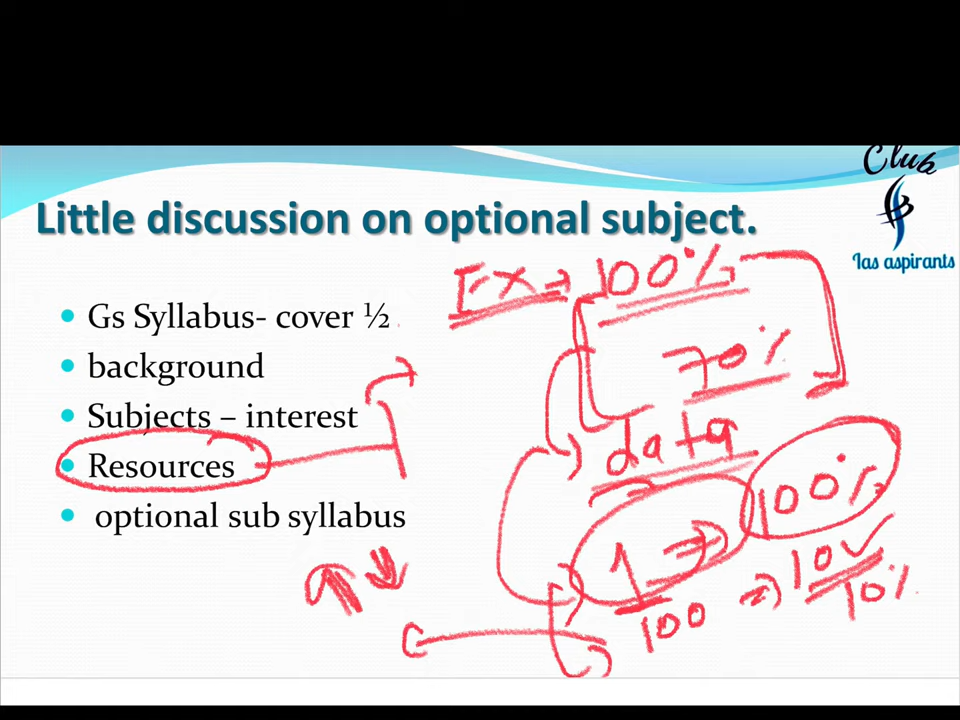 Club
Ias aspirants
Little discussion on optional subject.
Gs Syllabus- cover ½
background
Subjects – interest
Resources
optional sub syllabus
EX → 100%
70%
data
1 → 100%
100 → 10 ✓
10%